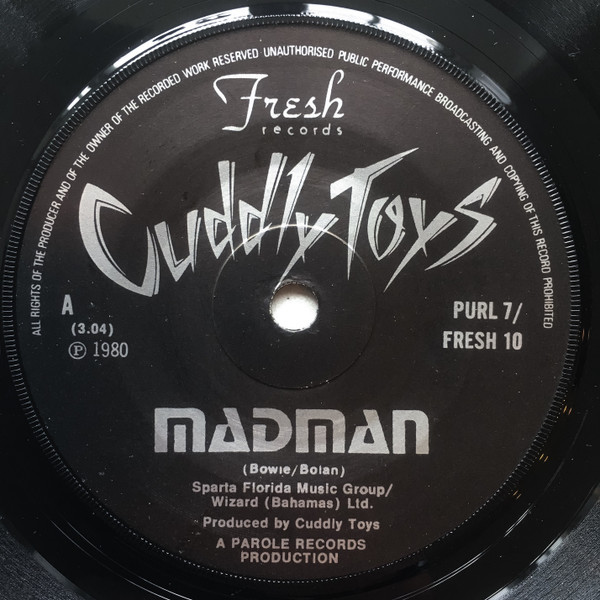 ALL RIGHTS OF THE PRODUCER AND OF THE OWNER OF THE RECORDED WORK RESERVED UNAUTHORISED PUBLIC PERFORMANCE BROADCASTING AND COPYING OF THIS RECORD PROHIBITED
Fresh
records
Cuddly Toys
A
(3.04)
℗ 1980
PURL 7/
FRESH 10
MADMAN
(Bowie/Bolan)
Sparta Florida Music Group/
Wizard (Bahamas) Ltd.
Produced by Cuddly Toys
A PAROLE RECORDS
PRODUCTION